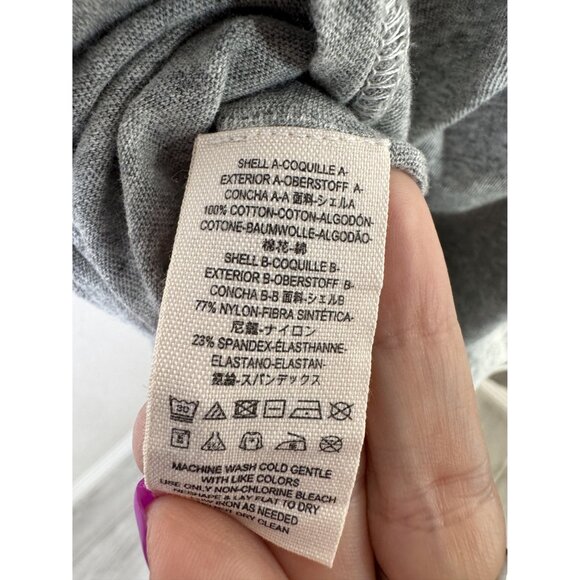 SHELL A-COQUILLE A-
EXTERIOR A-OBERSTOFF A-
CONCHA A-A 面料-シェルA
100% COTTON-COTON-ALGODÓN-
COTONE-BAUMWOLLE-ALGODÃO-
棉花-綿
SHELL B-COQUILLE B-
EXTERIOR B-OBERSTOFF B-
CONCHA B-B 面料-シェルB
77% NYLON-FIBRA SINTÉTICA-
尼龍-ナイロン
23% SPANDEX-ÉLASTHANNE-
ELASTANO-ELASTAN-
-スパンデックス
30
MACHINE WASH COLD GENTLE
WITH LIKE COLORS
USE ONLY NON-CHLORINE BLEACH
RESHAPE & LAY FLAT TO DRY
IRON AS NEEDED
DRY CLEAN